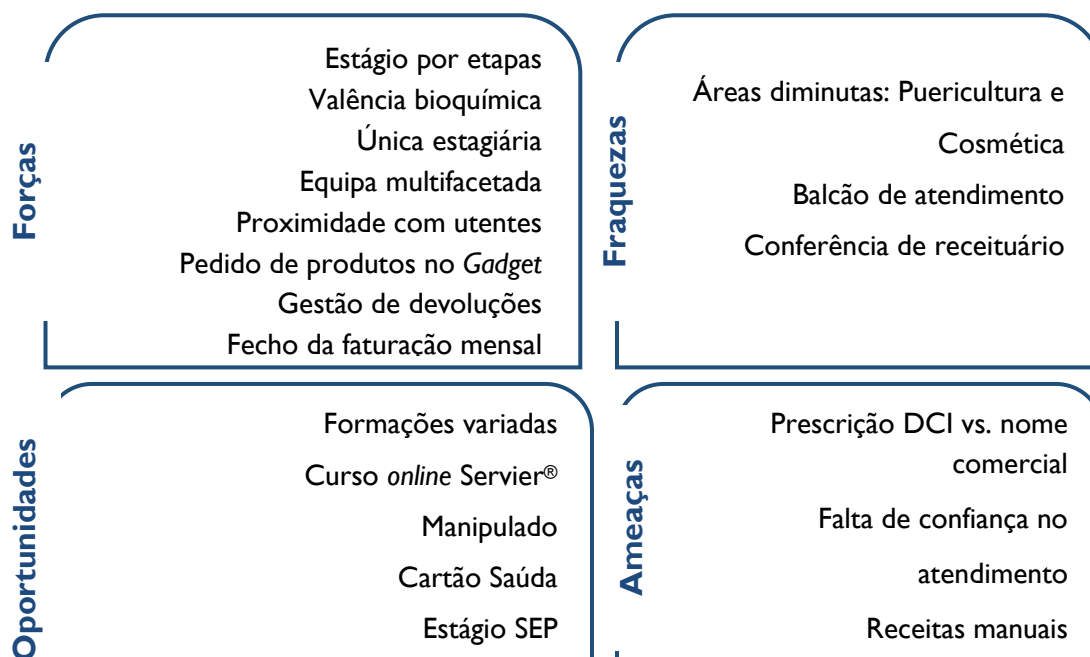 Forças
Estágio por etapas
Valência bioquímica
Única estagiária
Equipa multifacetada
Proximidade com utentes
Pedido de produtos no Gadget
Gestão de devoluções
Fecho da faturação mensal
Fraquezas
Áreas diminutas: Puericultura e
Cosmética
Balcão de atendimento
Conferência de receituário
Oportunidades
Formações variadas
Curso online Servier®
Manipulado
Cartão Saúda
Estágio SEP
Ameaças
Prescrição DCI vs. nome
comercial
Falta de confiança no
atendimento
Receitas manuais